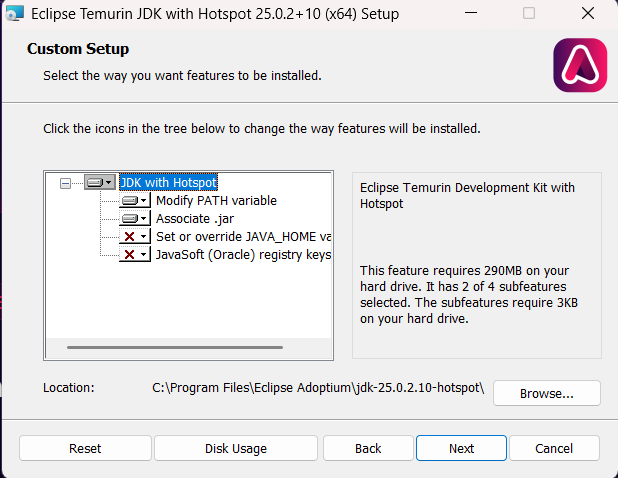 Eclipse Temurin JDK with Hotspot 25.0.2+10 (x64) Setup
Custom Setup
Select the way you want features to be installed.
Click the icons in the tree below to change the way features will be installed.
JDK with Hotspot
Modify PATH variable
Associate .jar
Set or override JAVA_HOME va
JavaSoft (Oracle) registry keys
Eclipse Temurin Development Kit with
Hotspot
This feature requires 290MB on your
hard drive. It has 2 of 4 subfeatures
selected. The subfeatures require 3KB
on your hard drive.
Location:
C:\Program Files\Eclipse Adoptium\jdk-25.0.2.10-hotspot\
Browse...
Reset
Disk Usage
Back
Next
Cancel